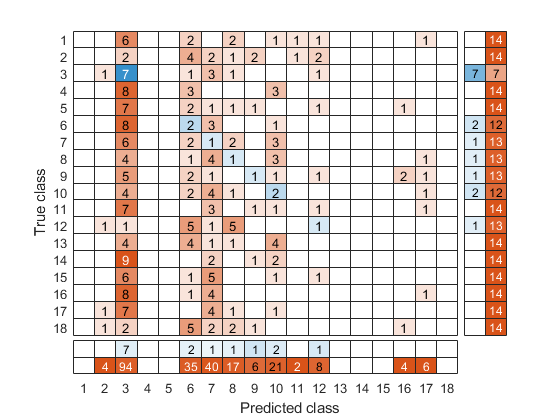 1 6 2 2 1 1 1 1 14
2 2 4 2 1 2 1 2 14
3 1 7 1 3 1 1 7 7
4 8 3 3 14
5 7 2 1 1 1 1 1 14
6 8 2 3 1 2 12
7 6 2 1 2 3 1 13
8 4 1 4 1 3 1 1 13
9 5 2 1 1 1 1 2 1 1 13
10 4 2 4 1 2 1 2 12
11 7 3 1 1 1 1 14
12 1 1 5 1 5 1 1 13
13 4 4 1 1 4 14
14 9 2 1 2 14
15 6 1 5 1 1 14
16 8 1 4 1 14
17 1 7 4 1 1 14
18 1 2 5 2 2 1 1 14
True class
7 2 1 1 1 2 1
4 94 35 40 17 6 21 2 8 4 6
1 2 3 4 5 6 7 8 9 10 11 12 13 14 15 16 17 18
Predicted class